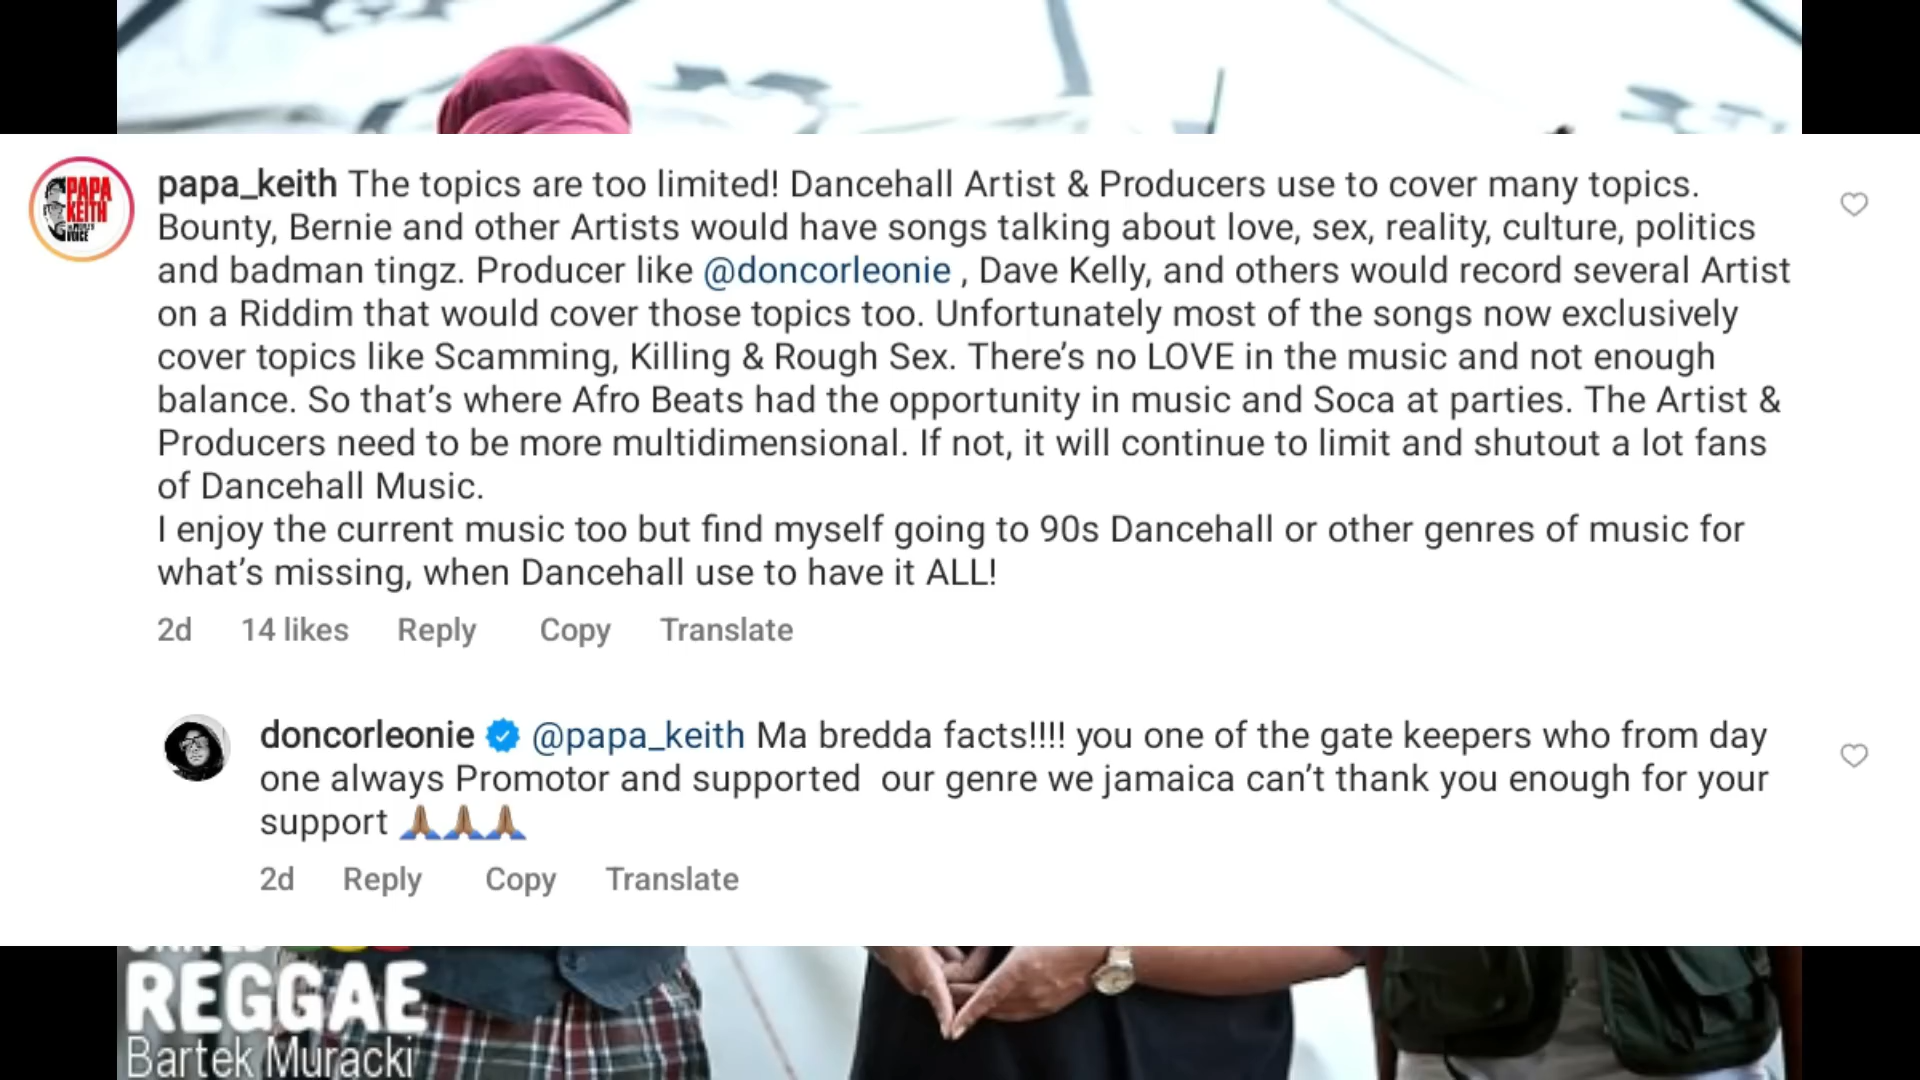 papa_keith The topics are too limited! Dancehall Artist & Producers use to cover many topics.
Bounty, Bernie and other Artists would have songs talking about love, sex, reality, culture, politics
and badman tingz. Producer like @doncorleonie , Dave Kelly, and others would record several Artist
on a Riddim that would cover those topics too. Unfortunately most of the songs now exclusively
cover topics like Scamming, Killing & Rough Sex. There’s no LOVE in the music and not enough
balance. So that’s where Afro Beats had the opportunity in music and Soca at parties. The Artist &
Producers need to be more multidimensional. If not, it will continue to limit and shutout a lot fans
of Dancehall Music.
I enjoy the current music too but find myself going to 90s Dancehall or other genres of music for
what’s missing, when Dancehall use to have it ALL!
2d 14 likes Reply Copy Translate
PAPA
KEITH
VOICE
doncorleonie @papa_keith Ma bredda facts!!!! you one of the gate keepers who from day
one always Promotor and supported  our genre we jamaica can’t thank you enough for your
support 🙏🏽🙏🏽🙏🏽
2d Reply Copy Translate
REGGAE
Bartek Muracki